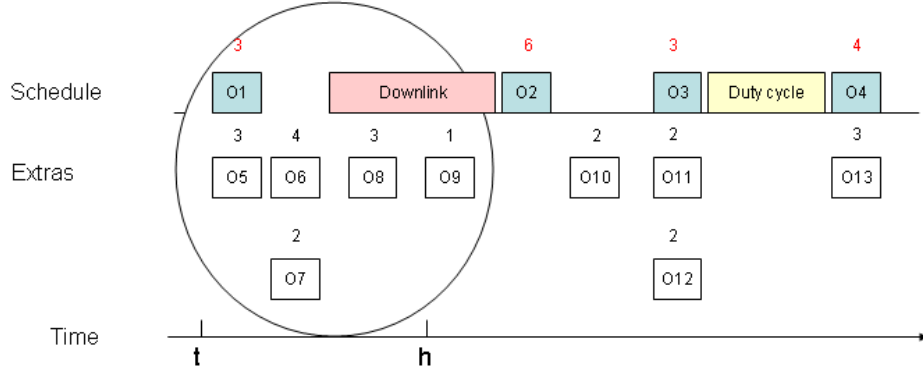 3 6 3 4
Schedule O1 Downlink O2 O3 Duty cycle O4
3 4 3 1 2 2 3
Extras O5 O6 O8 O9 O10 O11 O13
2 2
O7 O12
Time
t h